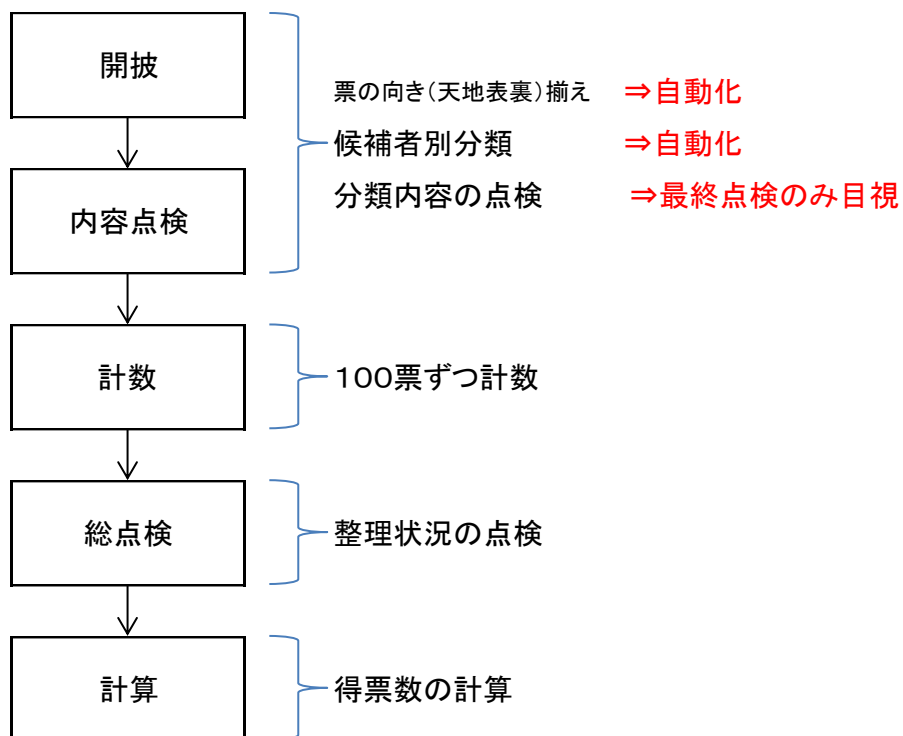 開披
票の向き（天地表裏）揃え　⇒自動化
候補者別分類　⇒自動化
分類内容の点検　⇒最終点検のみ目視
内容点検
計数
１００票ずつ計数
総点検
整理状況の点検
計算
得票数の計算